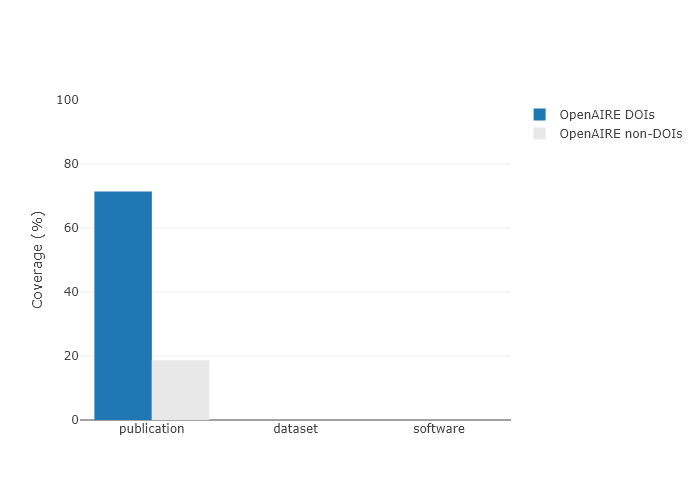 100
80
60
40
20
0
Coverage (%)
publication
dataset
software
OpenAIRE DOIs
OpenAIRE non-DOIs